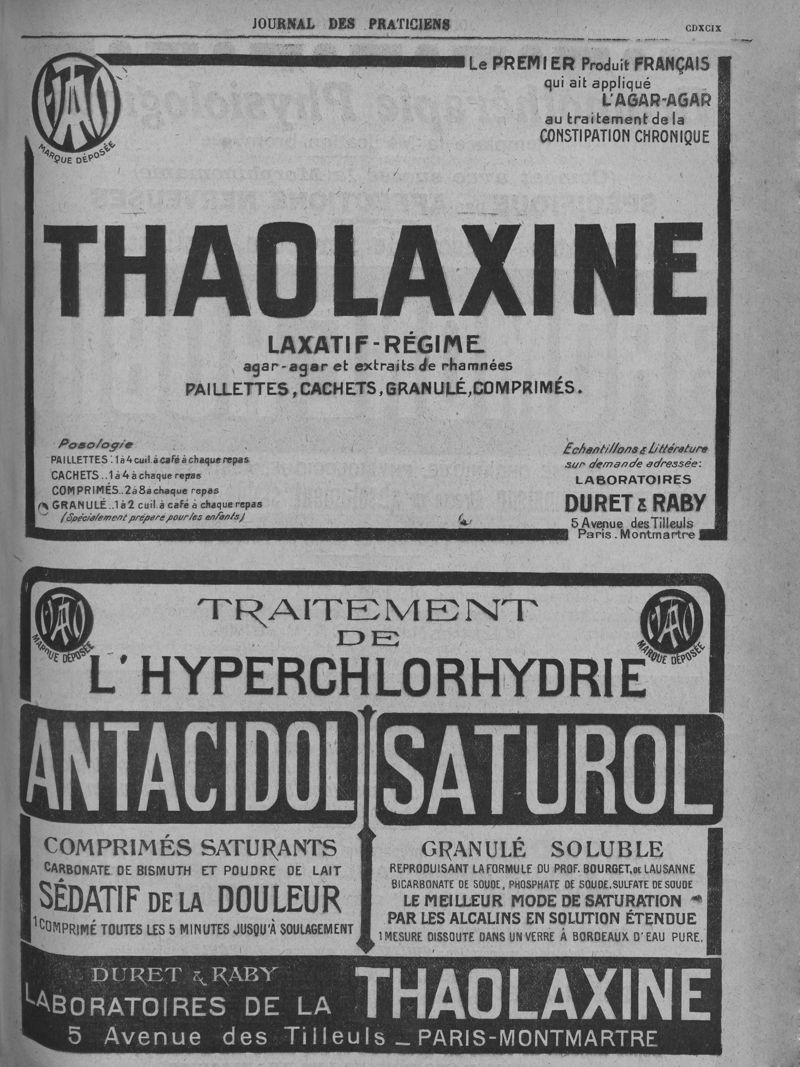 JOURNAL DES PRATICIENS
CDXCIX
THAO
MARQUE DÉPOSÉE
Le PREMIER Produit FRANÇAIS
qui ait appliqué
L'AGAR-AGAR
au traitement de la
CONSTIPATION CHRONIQUE
THAOLAXINE
LAXATIF-RÉGIME
agar-agar et extraits de rhamnées
PAILLETTES, CACHETS, GRANULÉ, COMPRIMÉS.
Posologie
PAILLETTES : 1 à 4 cuil. à café à chaque repas
CACHETS...1 à 4 à chaque repas
COMPRIMÉS..2 à 8 à chaque repas
GRANULÉ...1 à 2 cuil. à café à chaque repas
(Spécialement préparé pour les enfants)
Échantillons & Littérature
sur demande adressée:
LABORATOIRES
DURET & RABY
5 Avenue des Tilleuls
Paris. Montmartre
THAO
MARQUE DÉPOSÉE
TRAITEMENT
DE
L'HYPERCHLORHYDRIE
THAO
MARQUE DÉPOSÉE
ANTACIDOL
COMPRIMÉS SATURANTS
CARBONATE DE BISMUTH ET POUDRE DE LAIT
SÉDATIF DE LA DOULEUR
1 COMPRIMÉ TOUTES LES 5 MINUTES JUSQU'À SOULAGEMENT
SATUROL
GRANULÉ SOLUBLE
REPRODUISANT LA FORMULE DU PROF. BOURGET, DE LAUSANNE
BICARBONATE DE SOUDE, PHOSPHATE DE SOUDE, SULFATE DE SOUDE
LE MEILLEUR MODE DE SATURATION
PAR LES ALCALINS EN SOLUTION ÉTENDUE
1 MESURE DISSOUTE DANS UN VERRE À BORDEAUX D'EAU PURE.
DURET & RABY
LABORATOIRES DE LA THAOLAXINE
5 Avenue des Tilleuls _ PARIS-MONTMARTRE